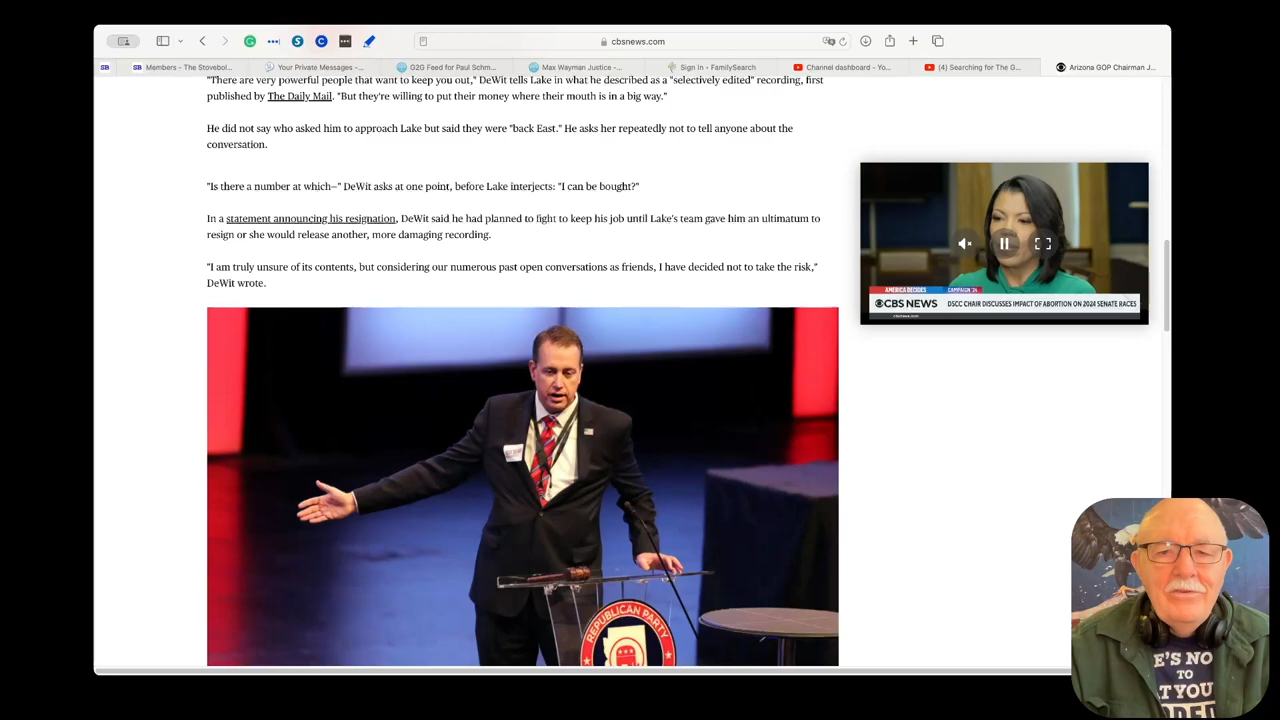 cbsnews.com
SB
SB Members - The Stovebol...
Your Private Messages -...
G2G Feed for Paul Schm...
Max Wayman Justice -...
Sign In • FamilySearch
Channel dashboard - Yo...
(4) Searching for The G...
Arizona GOP Chairman J...
"There are very powerful people that want to keep you out," DeWit tells Lake in what he described as a "selectively edited" recording, first
published by The Daily Mail. "But they're willing to put their money where their mouth is in a big way."
He did not say who asked him to approach Lake but said they were "back East." He asks her repeatedly not to tell anyone about the
conversation.
"Is there a number at which—" DeWit asks at one point, before Lake interjects: "I can be bought?"
In a statement announcing his resignation, DeWit said he had planned to fight to keep his job until Lake's team gave him an ultimatum to
resign or she would release another, more damaging recording.
"I am truly unsure of its contents, but considering our numerous past open conversations as friends, I have decided not to take the risk,"
DeWit wrote.
AMERICA DECIDES CAMPAIGN '24
CBS NEWS DSCC CHAIR DISCUSSES IMPACT OF ABORTION ON 2024 SENATE RACES
REPUBLICAN PARTY
E'S NO
TO
AT YOU